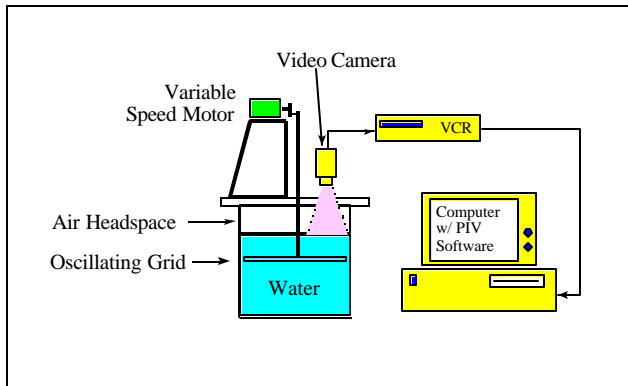 Video Camera
Variable
Speed Motor
VCR
Air Headspace
Oscillating Grid
Water
Computer
w/ PIV
Software